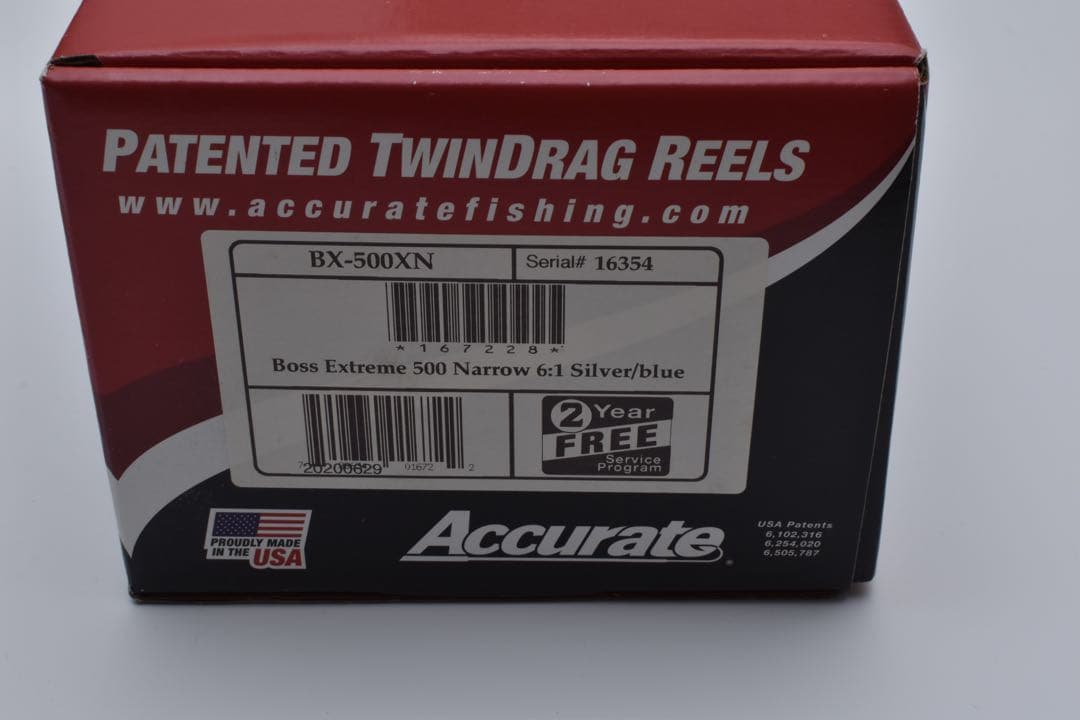 PATENTED TWINDRAG REELS
www.accuratefishing.com
BX-500XN
Serial# 16354
*167228*
Boss Extreme 500 Narrow 6:1 Silver/blue
7 20200629 01672 2
2 Year
FREE
Service
Program
PROUDLY MADE
IN THE USA
Accurate
USA Patents
6,102,316
6,254,020
6,505,787